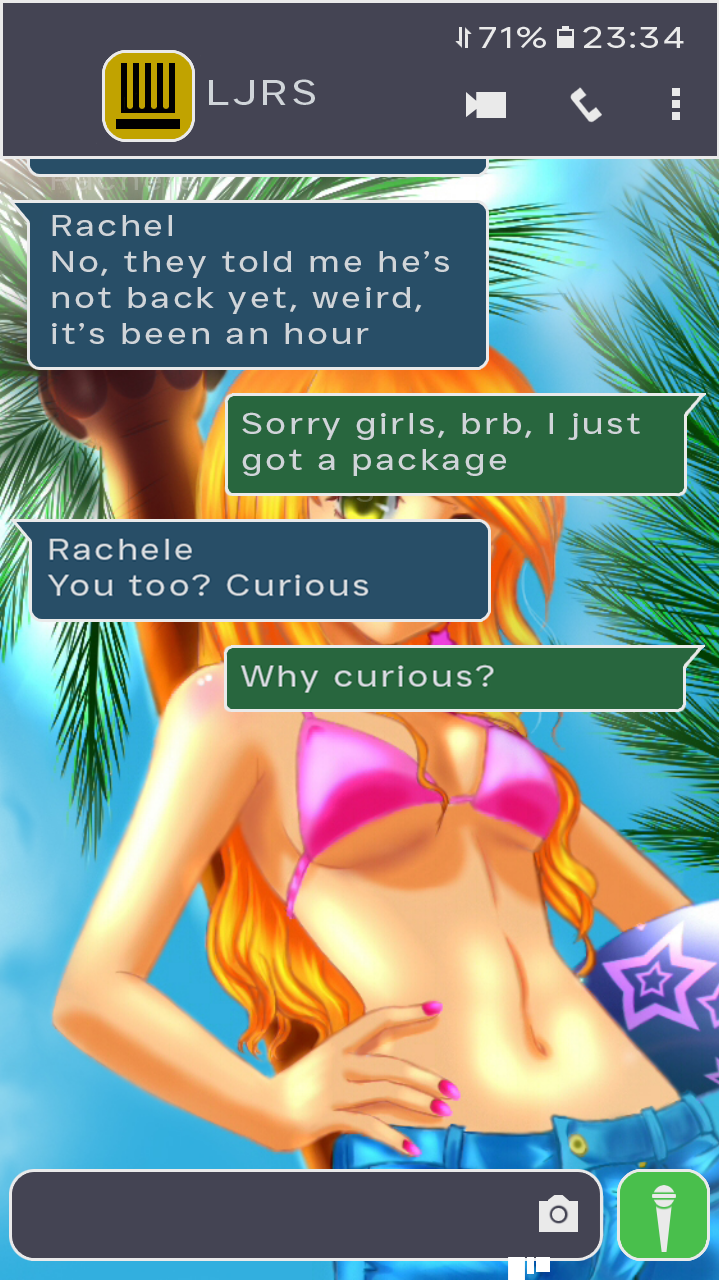 71% 23:34
LJRS
Rachel
No, they told me he's
not back yet, weird,
it's been an hour
Sorry girls, brb, I just
got a package
Rachele
You too? Curious
Why curious?